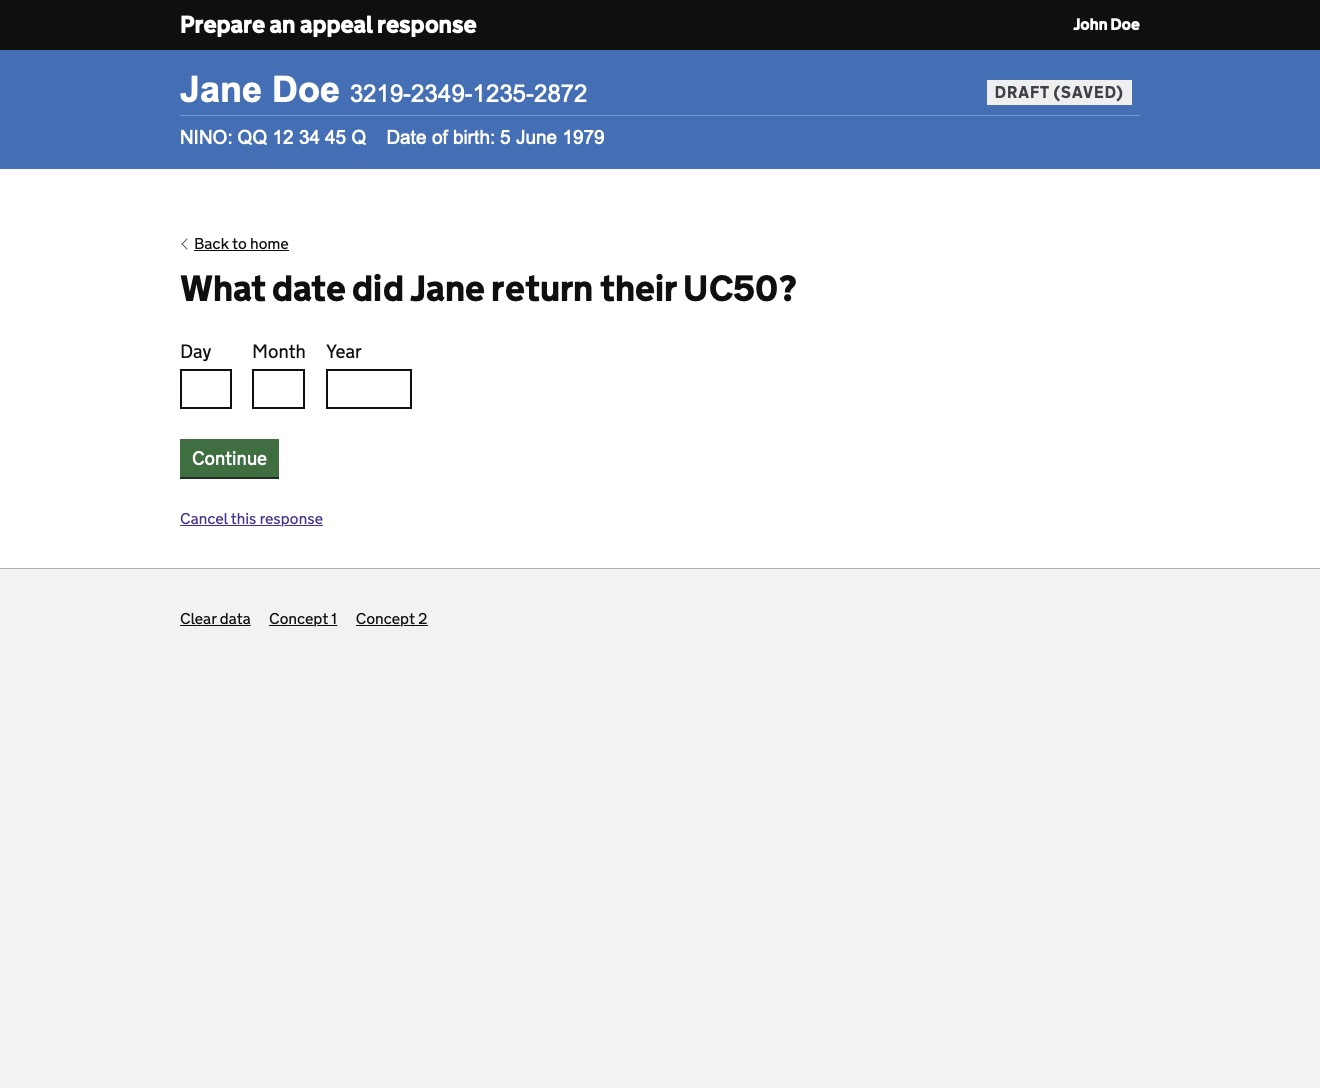 Prepare an appeal response John Doe
Jane Doe 3219-2349-1235-2872 DRAFT (SAVED)
NINO: QQ 12 34 45 Q Date of birth: 5 June 1979
Back to home
What date did Jane return their UC50?
Day Month Year
Continue
Cancel this response
Clear data Concept 1 Concept 2